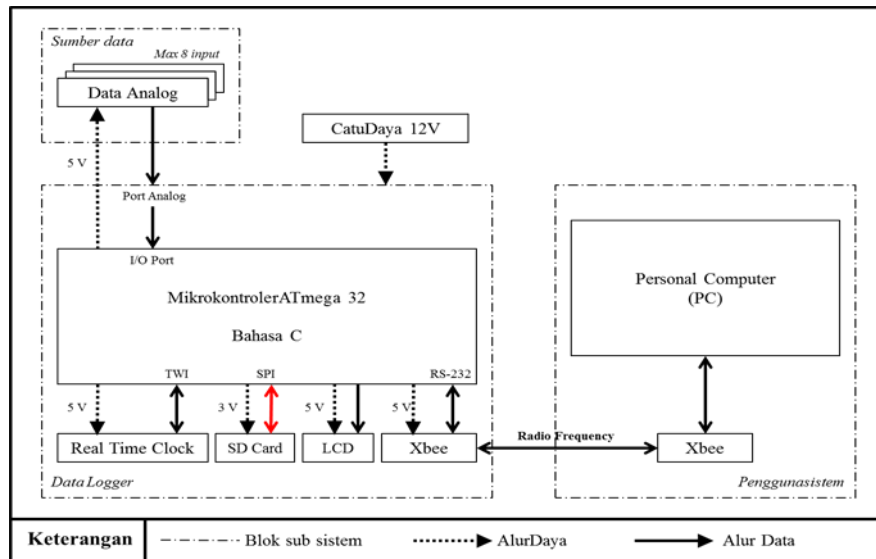 Sumber data
Max 8 input
Data Analog
CatuDaya 12V
5 V
Port Analog
I/O Port
MikrokontrolerATmega 32
Bahasa C
TWI
SPI
RS-232
5 V
3 V
5 V
5 V
Real Time Clock
SD Card
LCD
Xbee
Data Logger
Radio Frequency
Personal Computer
(PC)
Xbee
Penggunasistem
Keterangan
Blok sub sistem
AlurDaya
Alur Data